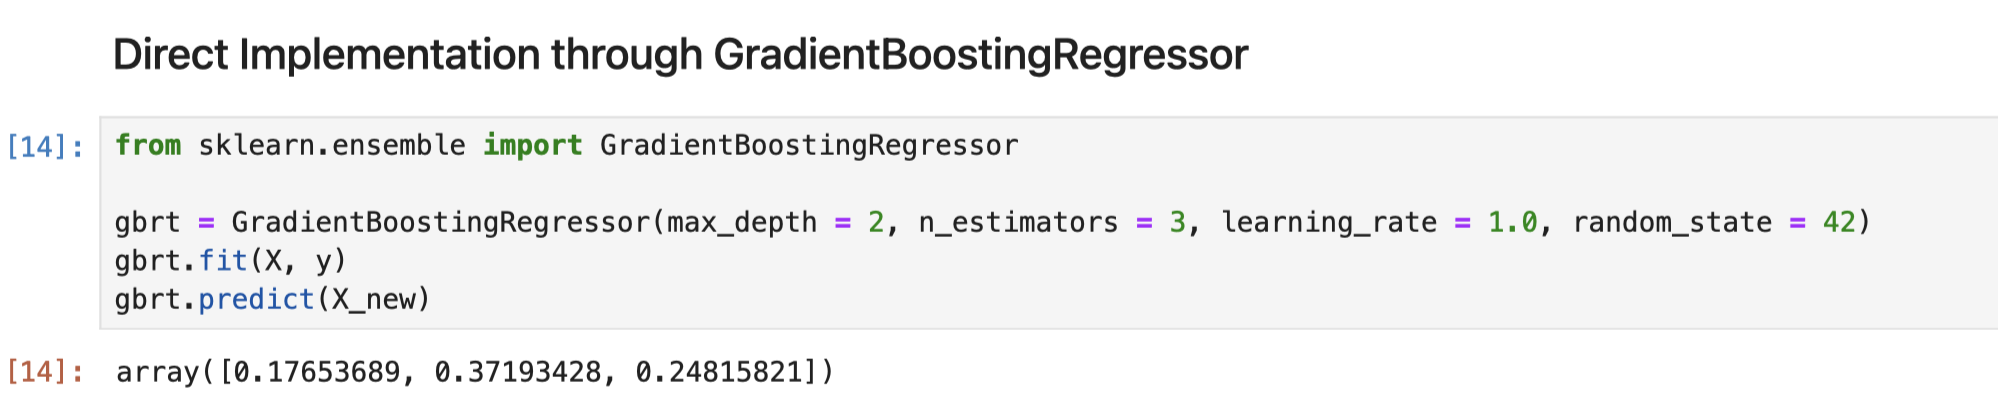 Direct Implementation through GradientBoostingRegressor
[14]: from sklearn.ensemble import GradientBoostingRegressor
gbrt = GradientBoostingRegressor(max_depth = 2, n_estimators = 3, learning_rate = 1.0, random_state = 42)
gbrt.fit(X, y)
gbrt.predict(X_new)
[14]: array([0.17653689, 0.37193428, 0.24815821])